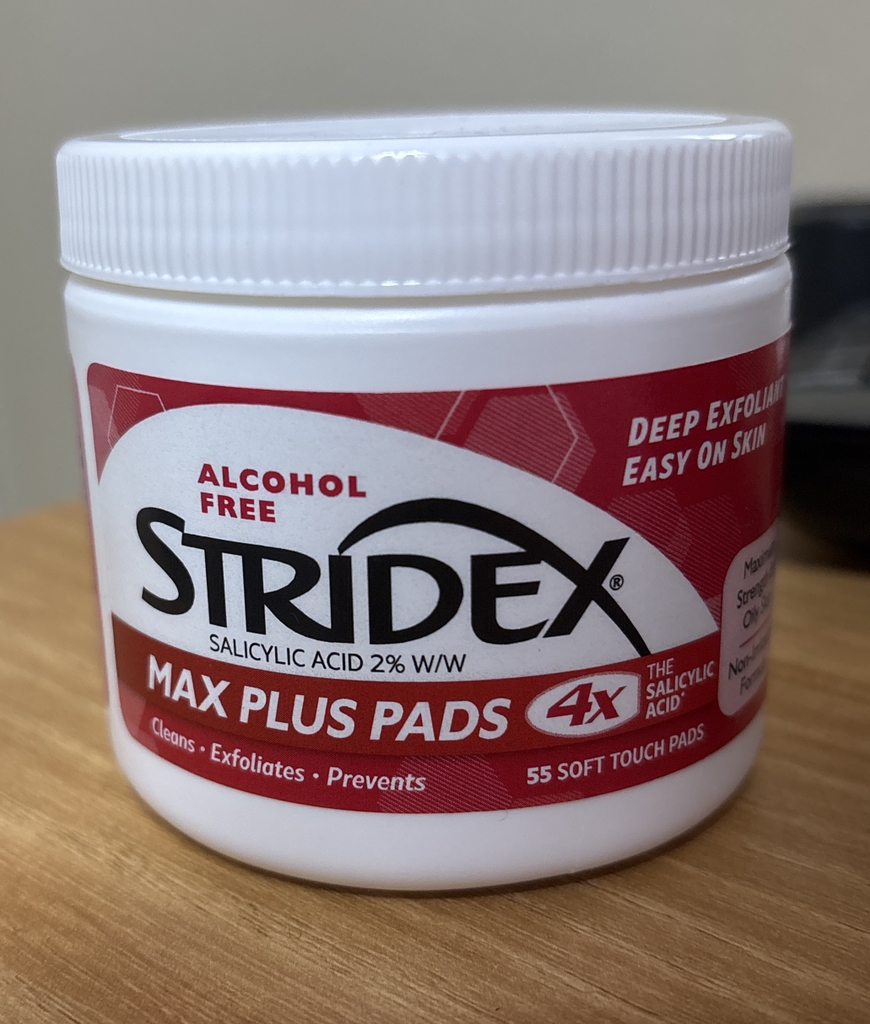 DEEP EXFOLIANT
EASY ON SKIN
ALCOHOL
FREE
STRIDEX®
SALICYLIC ACID 2% W/W
MAX PLUS PADS
4x
THE
SALICYLIC
ACID*
Cleans • Exfoliates • Prevents
55 SOFT TOUCH PADS
Strength